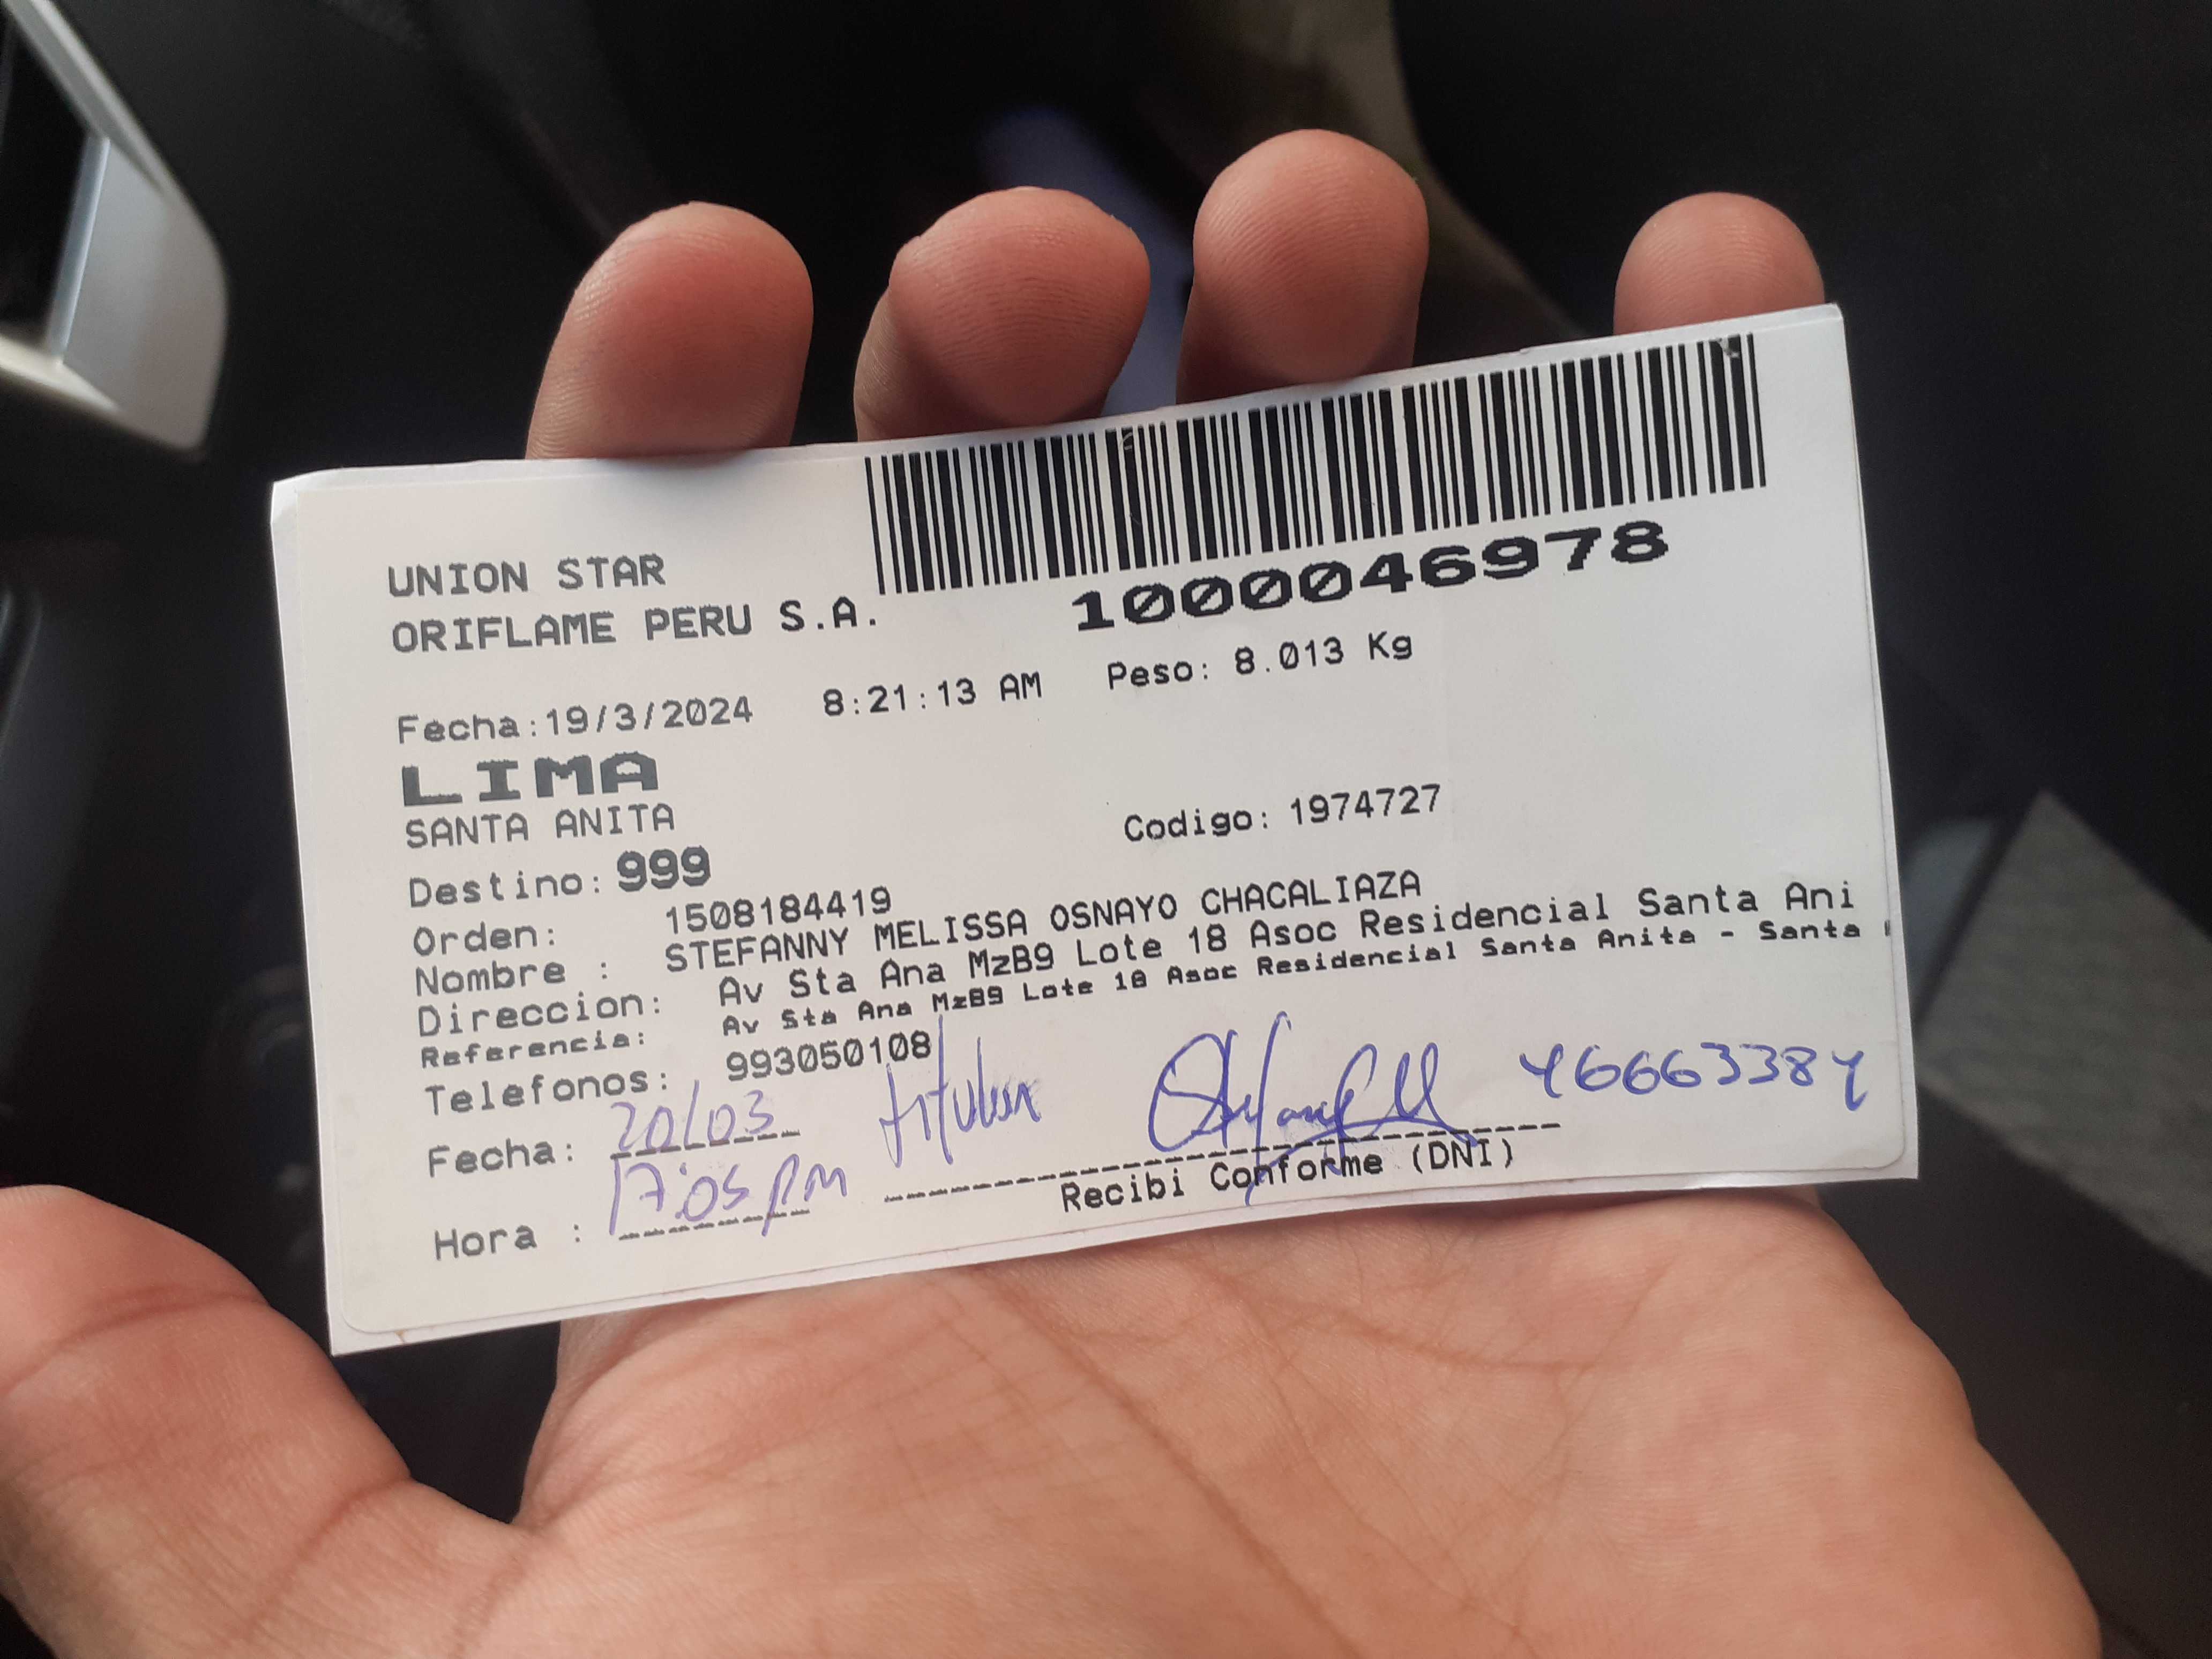 1000046978
UNION STAR
ORIFLAME PERU S.A.
Fecha:19/3/2024 8:21:13 AM Peso: 8.013 Kg
LIMA
SANTA ANITA
Codigo: 1974727
Destino: 999
Orden: 1508184419
Nombre : STEFANNY MELISSA OSNAYO CHACALIAZA
Direccion: Av Sta Ana MzB9 Lote 18 Asoc Residencial Santa Ani
Referencia: Av Sta Ana MzB9 Lote 18 Asoc Residencial Santa Anita - Santa
Telefonos: 993050108
Fecha: 20/03 titular 46663384
Hora : 17:05 PM Recibi Conforme (DNI)